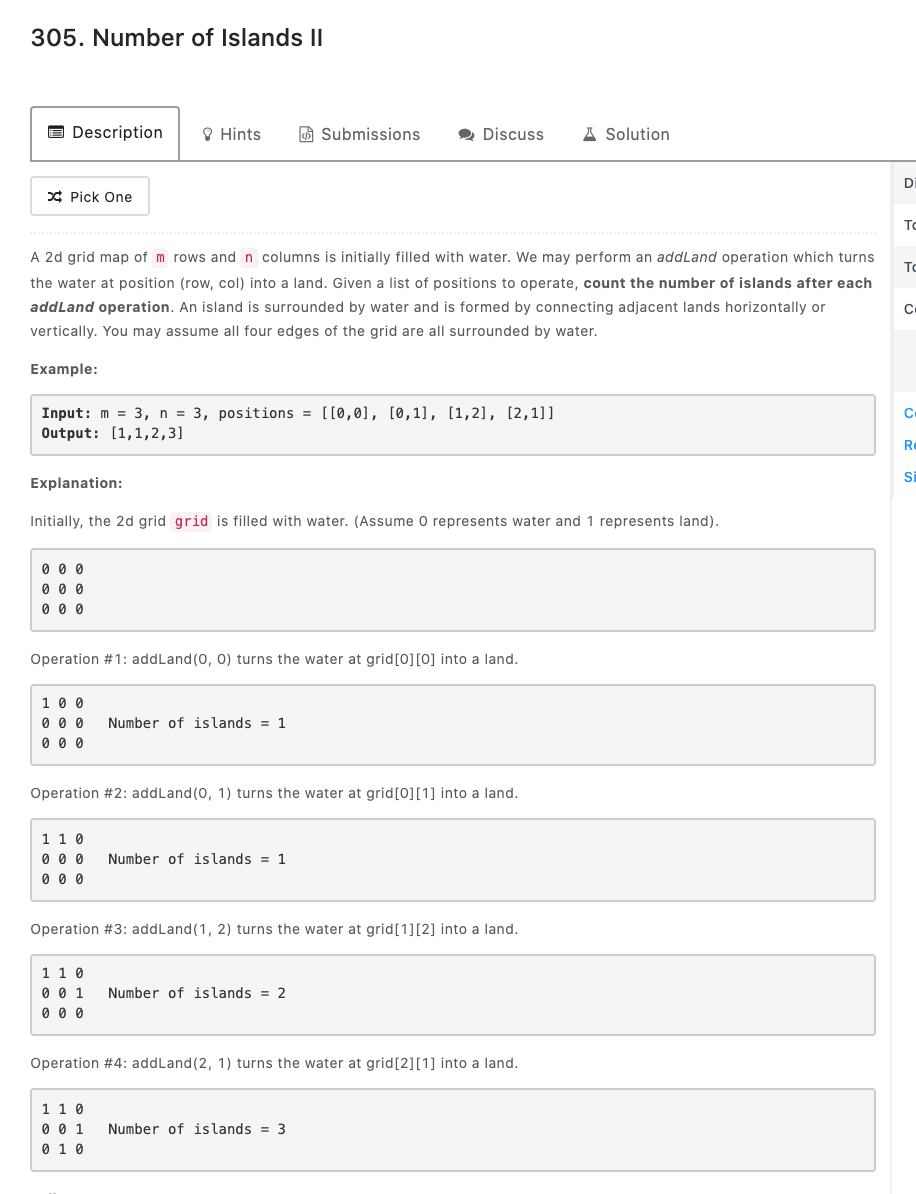 305. Number of Islands II
Description
Hints
Submissions
Discuss
Solution
Pick One
A 2d grid map of m rows and n columns is initially filled with water. We may perform an addLand operation which turns
the water at position (row, col) into a land. Given a list of positions to operate, count the number of islands after each
addLand operation. An island is surrounded by water and is formed by connecting adjacent lands horizontally or
vertically. You may assume all four edges of the grid are all surrounded by water.
Example:
Input: m = 3, n = 3, positions = [[0,0], [0,1], [1,2], [2,1]]
Output: [1,1,2,3]
Explanation:
Initially, the 2d grid grid is filled with water. (Assume 0 represents water and 1 represents land).
0 0 0
0 0 0
0 0 0
Operation #1: addLand(0, 0) turns the water at grid[0][0] into a land.
1 0 0
0 0 0   Number of islands = 1
0 0 0
Operation #2: addLand(0, 1) turns the water at grid[0][1] into a land.
1 1 0
0 0 0   Number of islands = 1
0 0 0
Operation #3: addLand(1, 2) turns the water at grid[1][2] into a land.
1 1 0
0 0 1   Number of islands = 2
0 0 0
Operation #4: addLand(2, 1) turns the water at grid[2][1] into a land.
1 1 0
0 0 1   Number of islands = 3
0 1 0